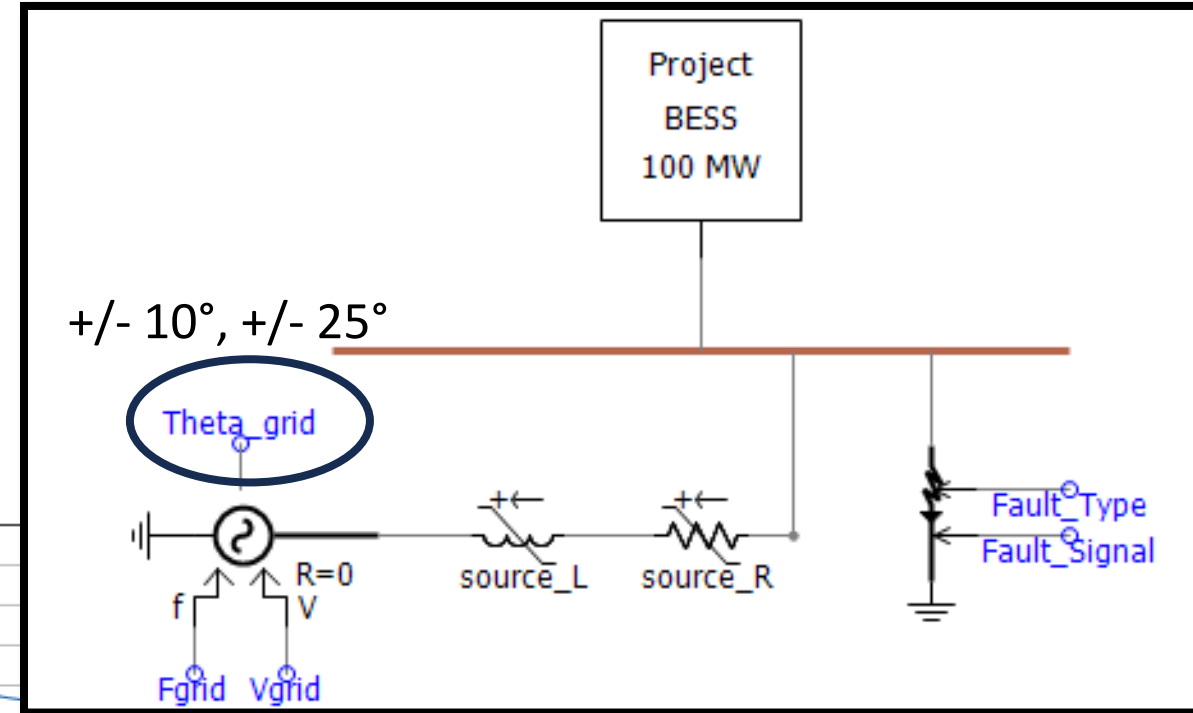 Project
BESS
100 MW
+/- 10°, +/- 25°
Theta_grid
Fault_Type
Fault_Signal
+
source_L
+
source_R
R=0
f
V
Fgrid
Vgrid